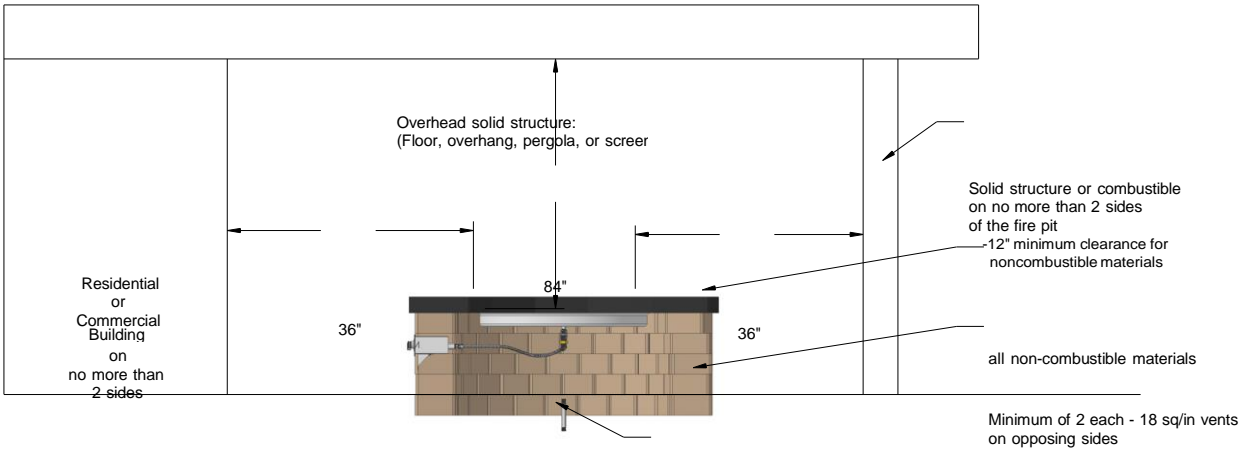 Overhead solid structure:
(Floor, overhang, pergola, or screer
Solid structure or combustible
on no more than 2 sides
of the fire pit
-12" minimum clearance for
noncombustible materials
Residential
or
Commercial
Building
on
no more than
2 sides
84"
36"
36"
all non-combustible materials
Minimum of 2 each - 18 sq/in vents
on opposing sides